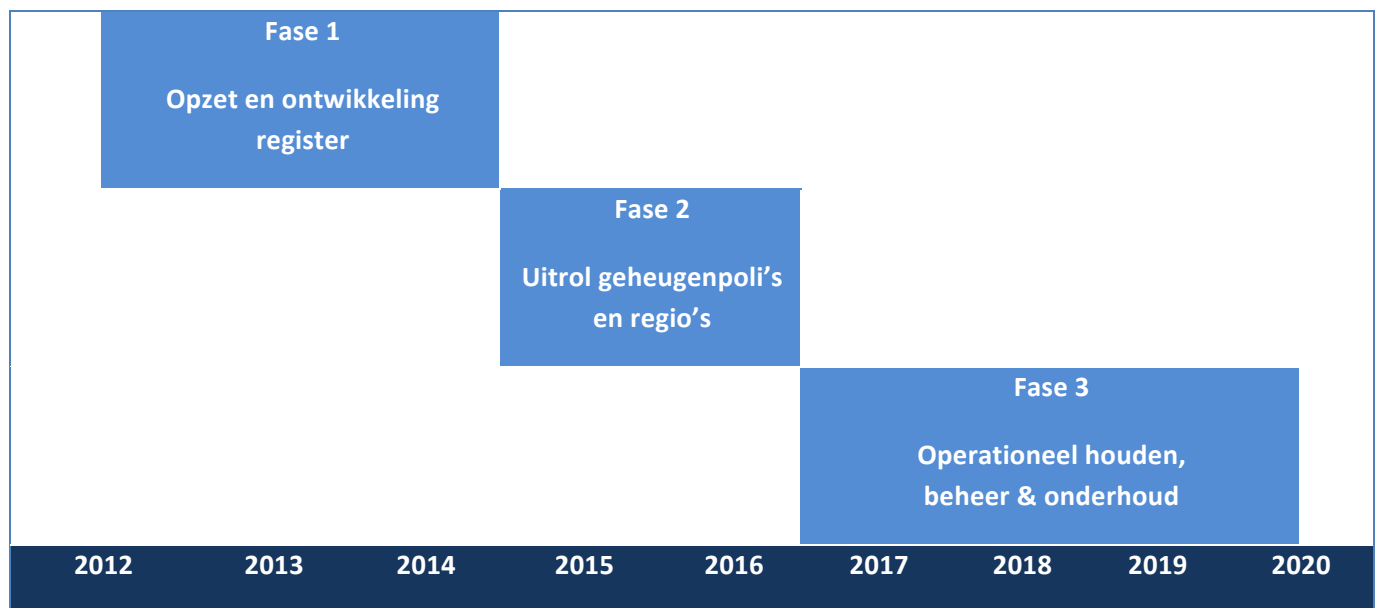 Fase 1
Opzet en ontwikkeling
register
Fase 2
Uitrol geheugenpoli’s
en regio’s
Fase 3
Operationeel houden,
beheer & onderhoud
2012 2013 2014 2015 2016 2017 2018 2019 2020